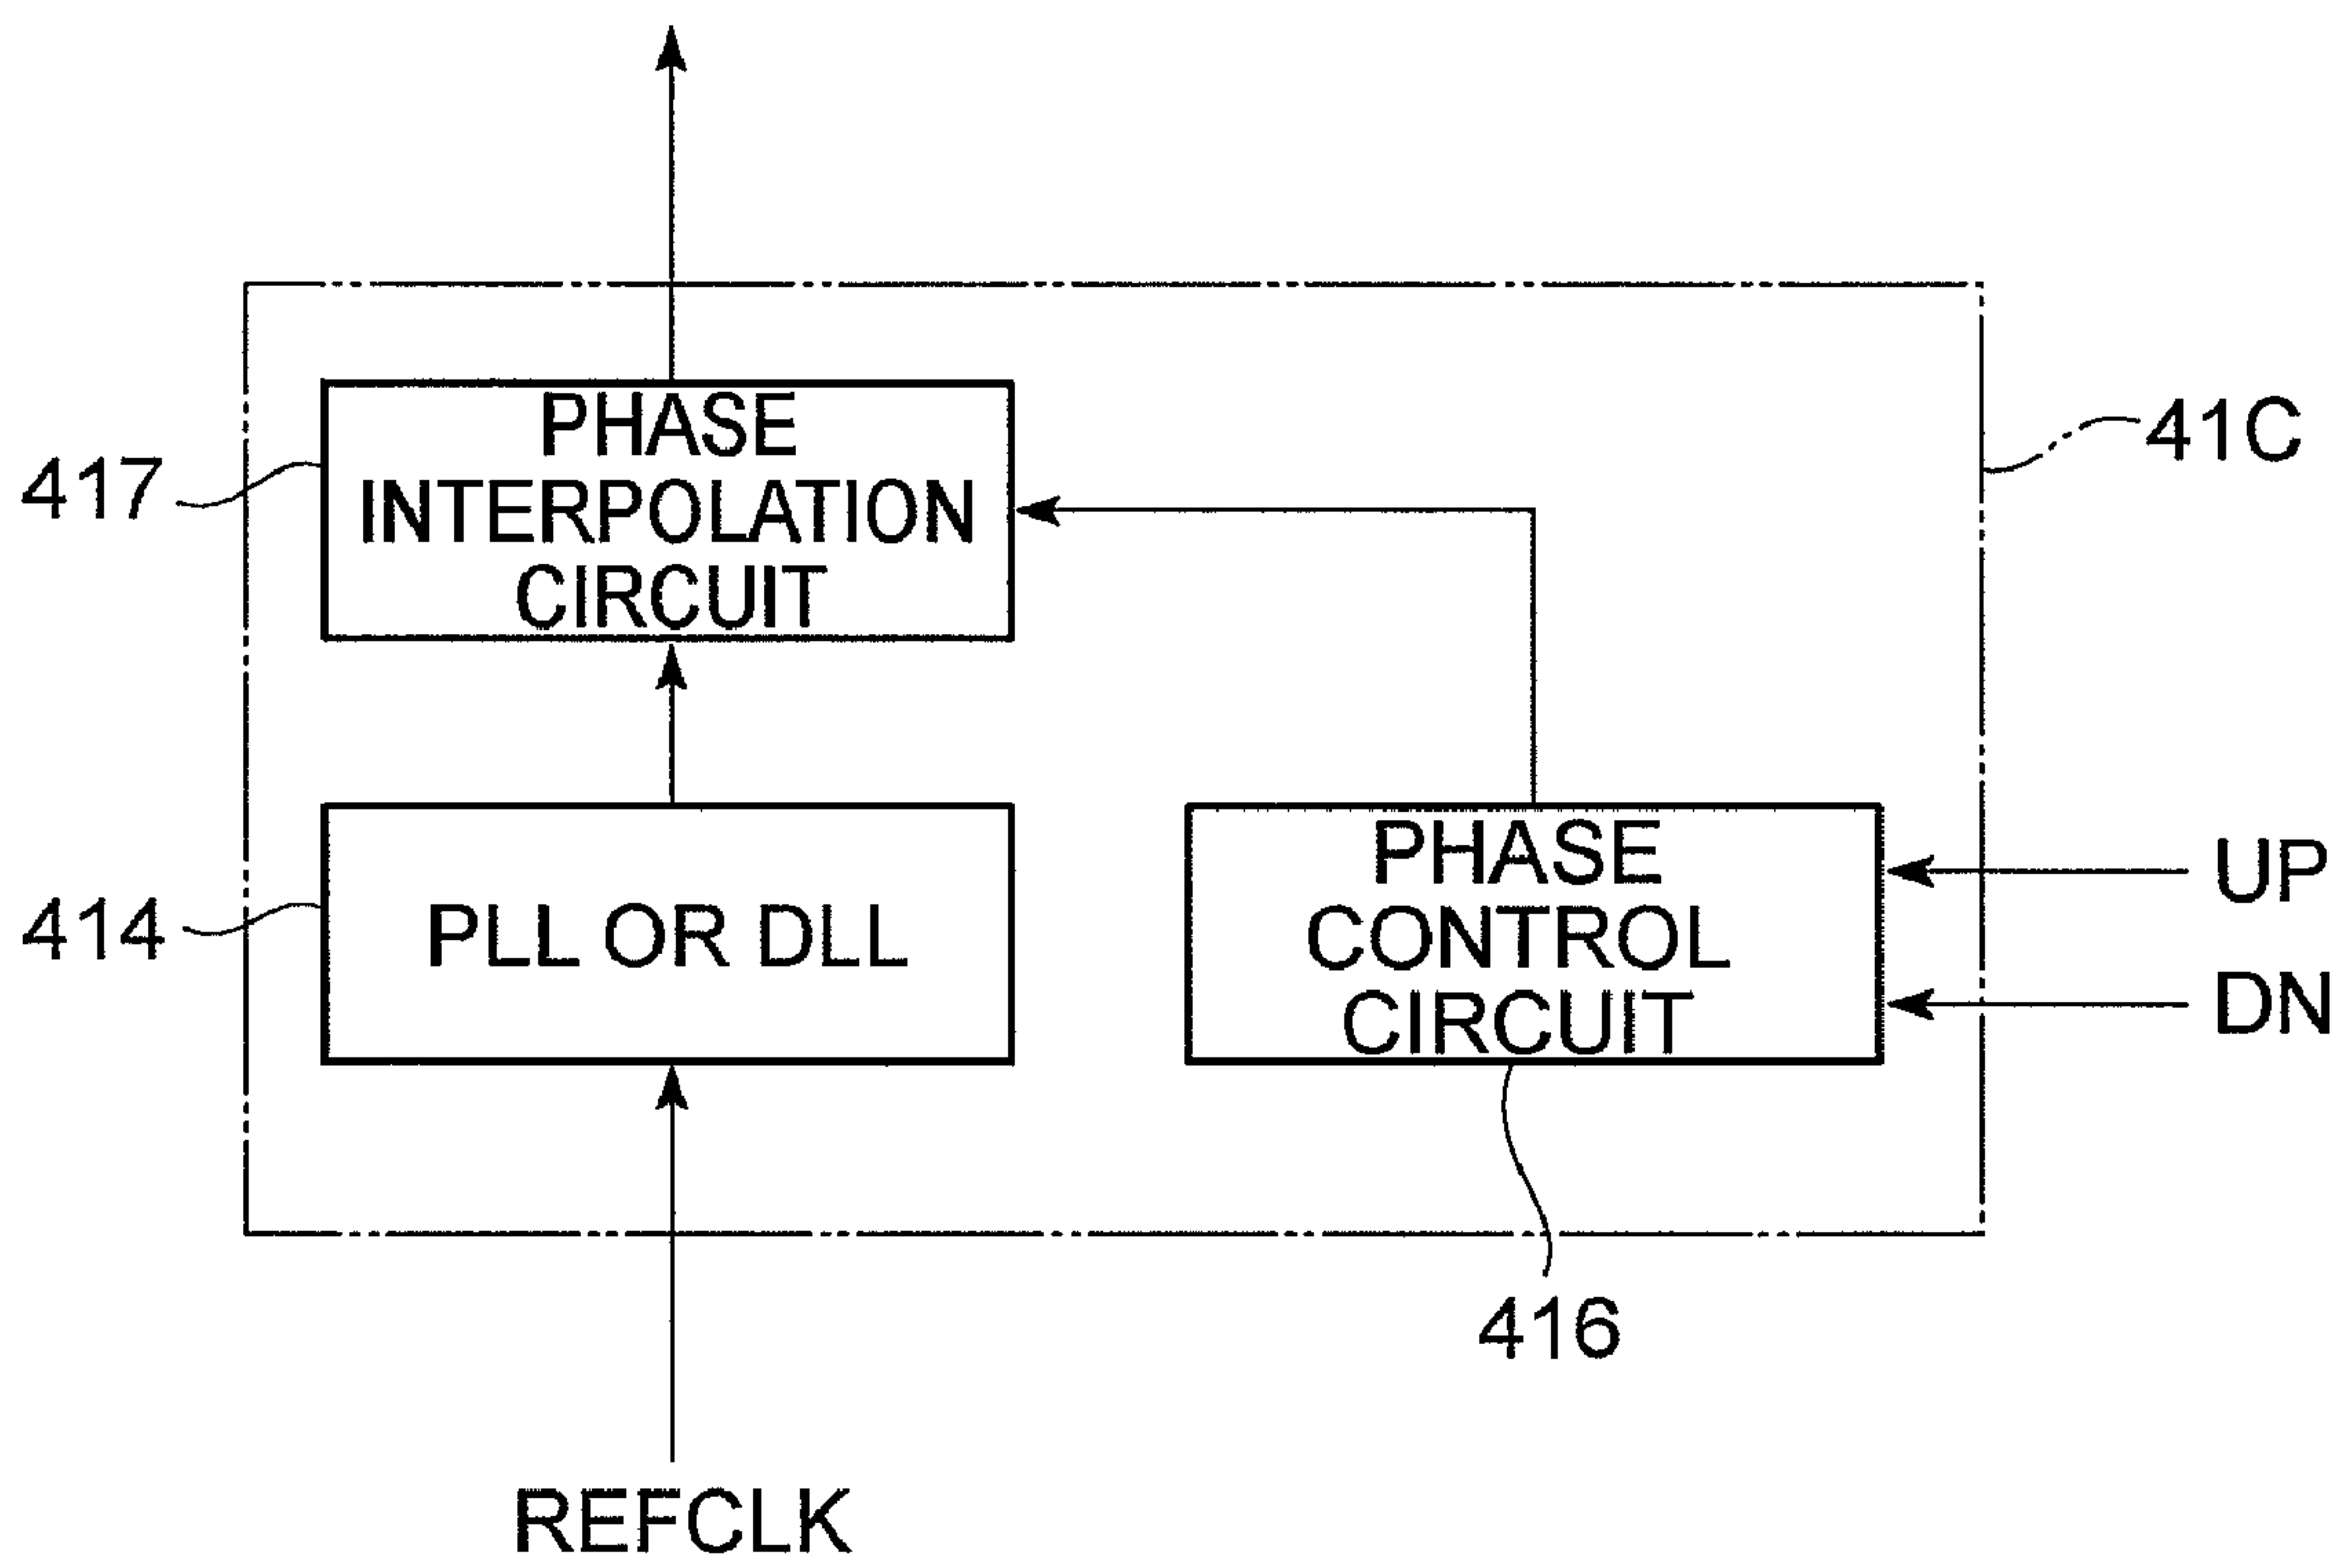 417
PHASE
INTERPOLATION
CIRCUIT
41C
414
PLL OR DLL
PHASE
CONTROL
CIRCUIT
UP
DN
416
REFCLK